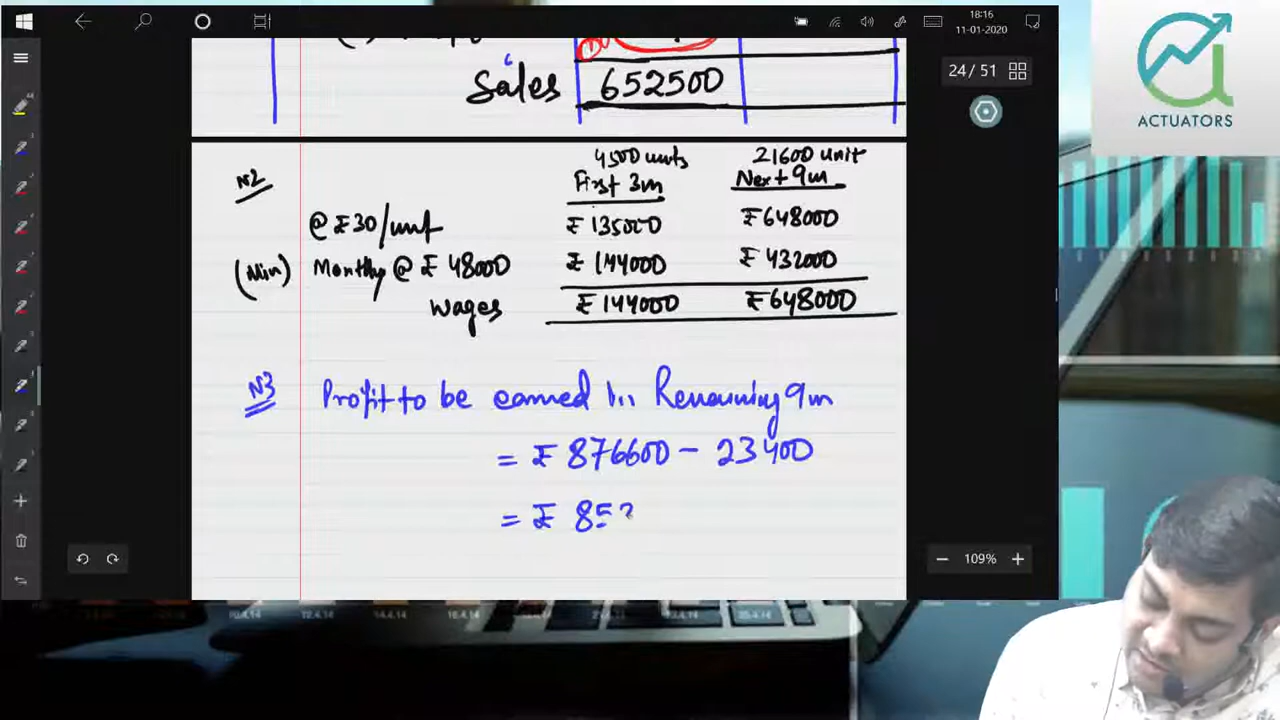 18:16
11-01-2020
24 / 51
ACTUATORS
Sales 652500
4500 units 21600 unit
N2 First 3m Next 9m
@ ₹30/unit ₹135000 ₹648000
(Min) Monthly @ ₹48000 ₹144000 ₹432000
Wages ₹144000 ₹648000
N3 Profit to be earned in Remaining 9m
= ₹876600 - 23400
= ₹85
109%